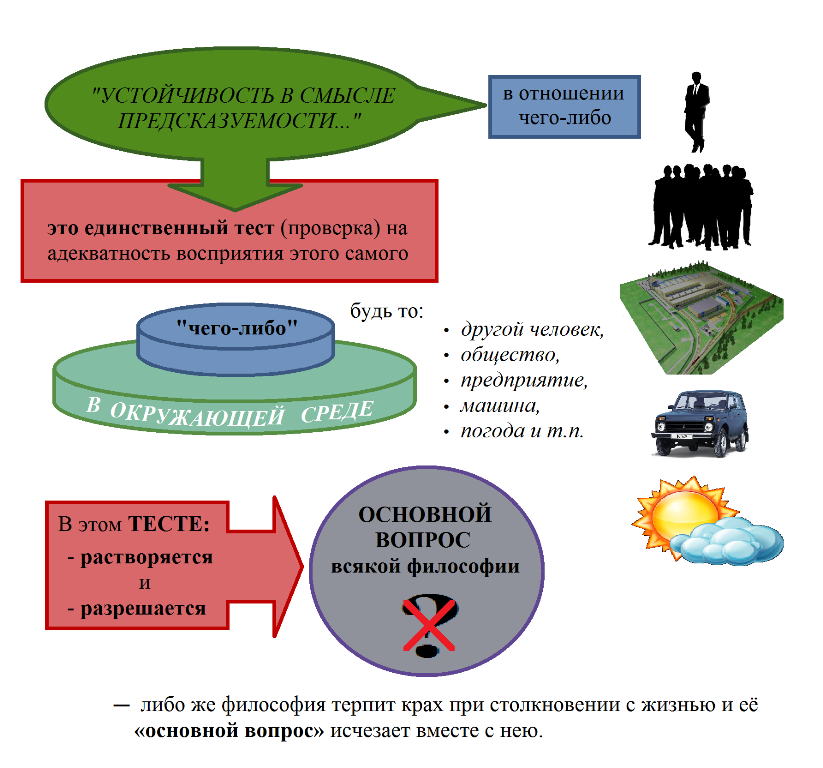 "УСТОЙЧИВОСТЬ В СМЫСЛЕ
ПРЕДСКАЗУЕМОСТИ..."
в отношении
чего-либо
это единственный тест (проверка) на
адекватность восприятия этого самого
"чего-либо"
В ОКРУЖАЮЩЕЙ СРЕДЕ
будь то:
• другой человек,
• общество,
• предприятие,
• машина,
• погода и т.п.
В этом ТЕСТЕ:
- растворяется
и
- разрешается
ОСНОВНОЙ
ВОПРОС
всякой философии
?
— либо же философия терпит крах при столкновении с жизнью и её
«основной вопрос» исчезает вместе с нею.